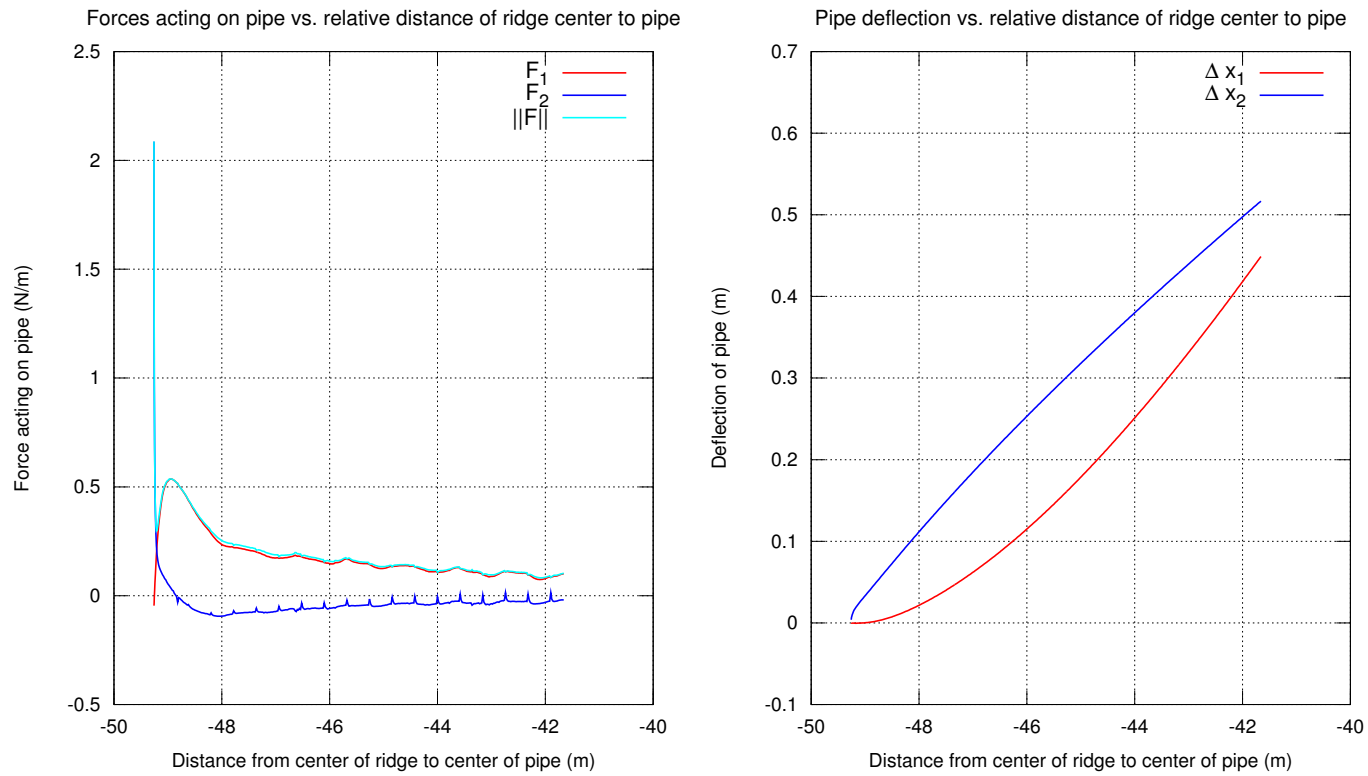 Forces acting on pipe vs. relative distance of ridge center to pipe
2.5
2
1.5
1
0.5
0
-0.5
-50
-48
-46
-44
-42
-40
Force acting on pipe (N/m)
Distance from center of ridge to center of pipe (m)
F1
F2
||F||
Pipe deflection vs. relative distance of ridge center to pipe
0.7
0.6
0.5
0.4
0.3
0.2
0.1
0
-0.1
-50
-48
-46
-44
-42
-40
Deflection of pipe (m)
Distance from center of ridge to center of pipe (m)
Δ x1
Δ x2